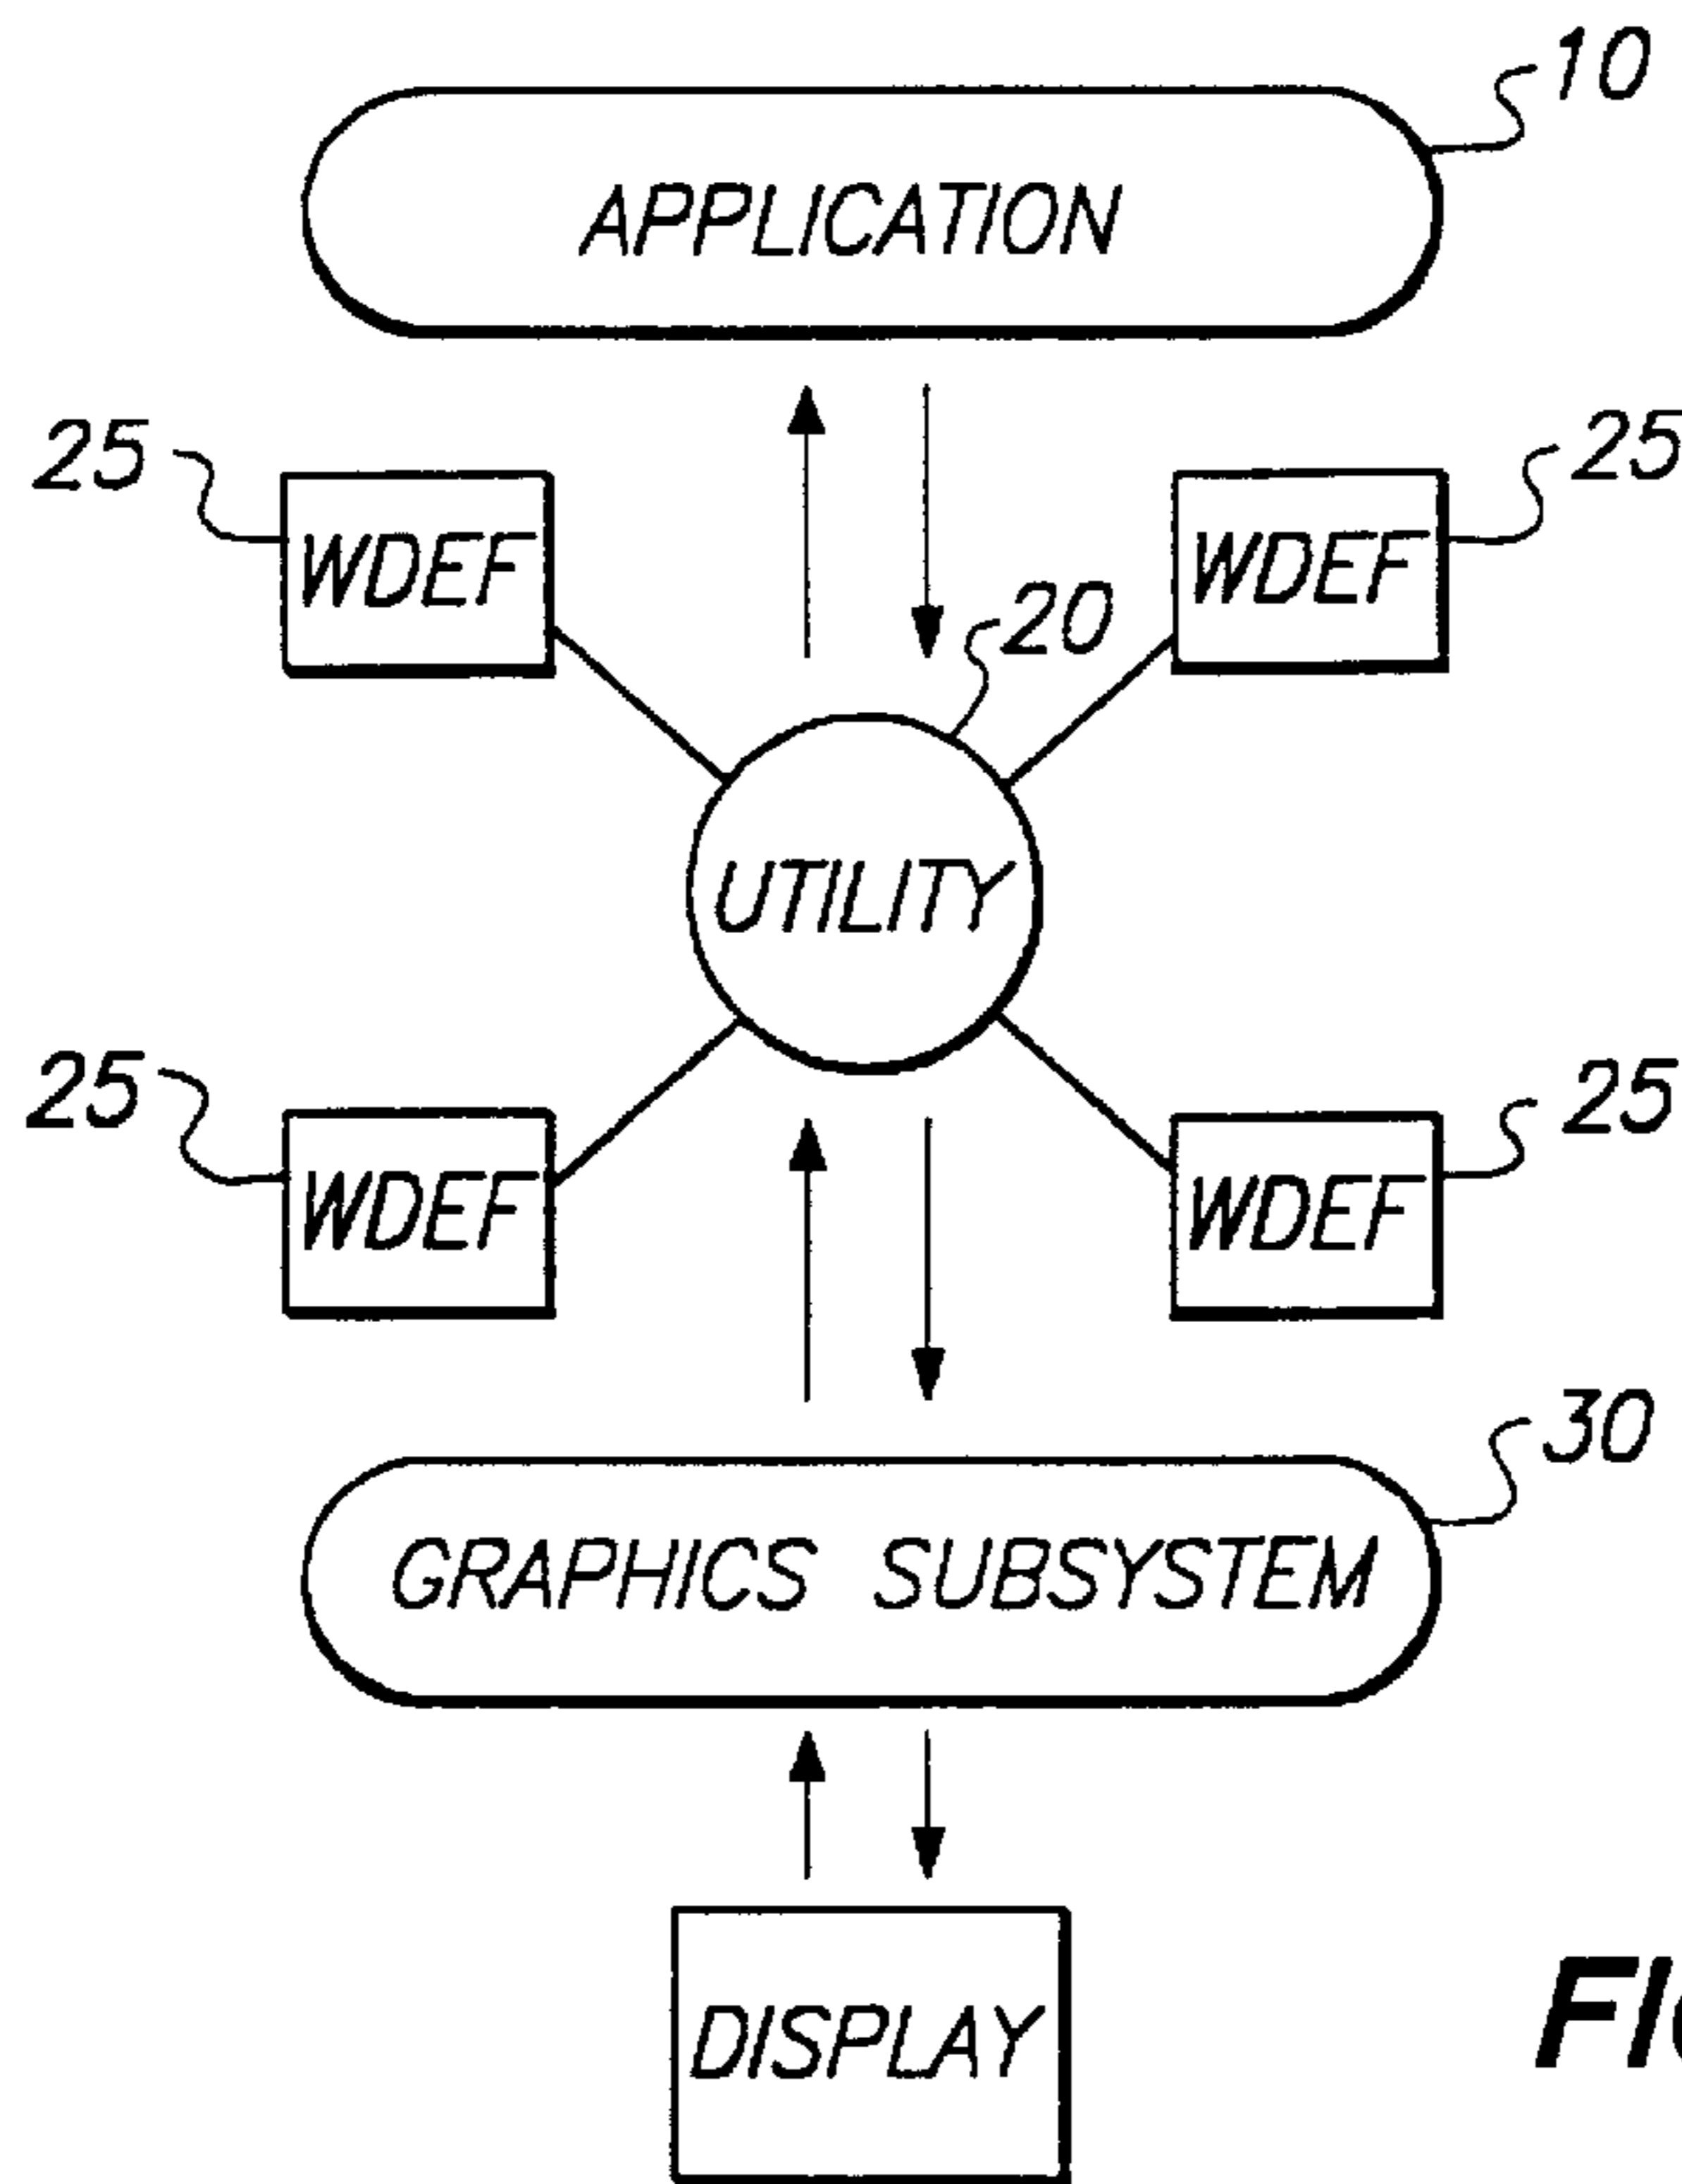 10
APPLICATION
25
25
WDEF
WDEF
20
UTILITY
25
25
WDEF
WDEF
30
GRAPHICS SUBSYSTEM
DISPLAY